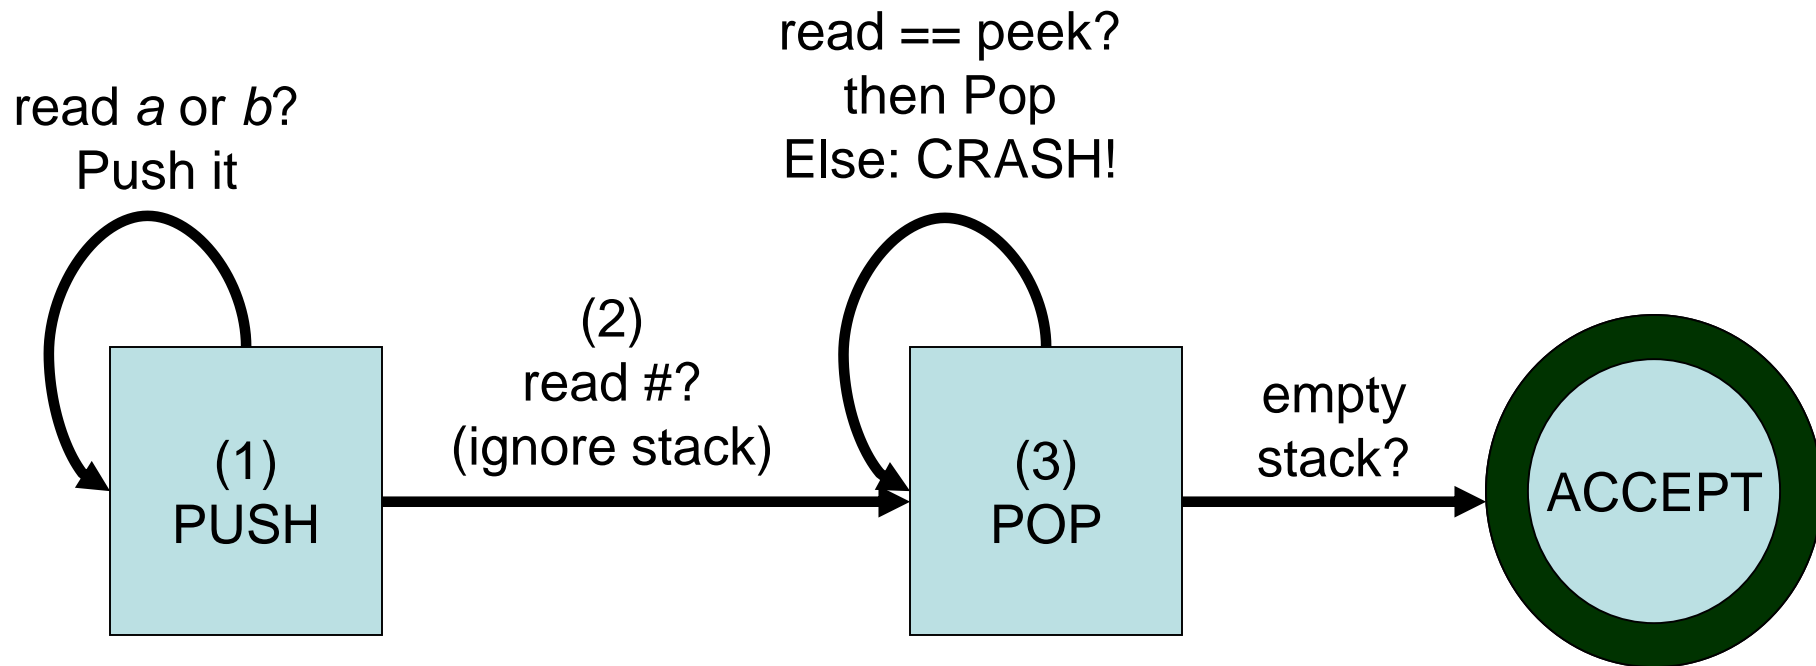 read a or b?
Push it
(1)
PUSH
(2)
read #?
(ignore stack)
read == peek?
then Pop
Else: CRASH!
(3)
POP
empty
stack?
ACCEPT